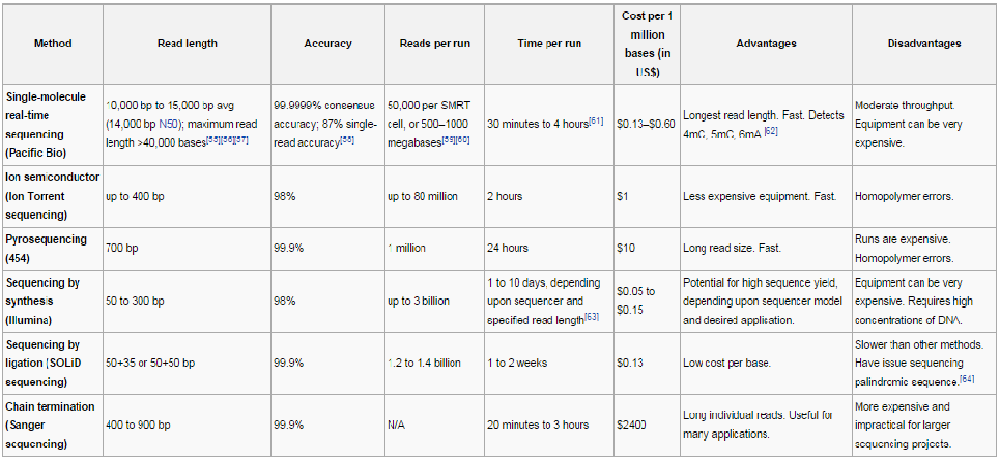 Method Read length Accuracy Reads per run Time per run Cost per 1 million bases (in US$) Advantages Disadvantages
Single-molecule real-time sequencing (Pacific Bio) 10,000 bp to 15,000 bp avg (14,000 bp N50); maximum read length >40,000 bases[55][56][57] 99.9999% consensus accuracy; 87% single-read accuracy[58] 50,000 per SMRT cell, or 500–1000 megabases[59][60] 30 minutes to 4 hours[61] $0.13–$0.60 Longest read length. Fast. Detects 4mC, 5mC, 6mA.[62] Moderate throughput. Equipment can be very expensive.
Ion semiconductor (Ion Torrent sequencing) up to 400 bp 98% up to 80 million 2 hours $1 Less expensive equipment. Fast. Homopolymer errors.
Pyrosequencing (454) 700 bp 99.9% 1 million 24 hours $10 Long read size. Fast. Runs are expensive. Homopolymer errors.
Sequencing by synthesis (Illumina) 50 to 300 bp 98% up to 3 billion 1 to 10 days, depending upon sequencer and specified read length[63] $0.05 to $0.15 Potential for high sequence yield, depending upon sequencer model and desired application. Equipment can be very expensive. Requires high concentrations of DNA.
Sequencing by ligation (SOLiD sequencing) 50+35 or 50+50 bp 99.9% 1.2 to 1.4 billion 1 to 2 weeks $0.13 Low cost per base. Slower than other methods. Have issue sequencing palindromic sequence.[64]
Chain termination (Sanger sequencing) 400 to 900 bp 99.9% N/A 20 minutes to 3 hours $2400 Long individual reads. Useful for many applications. More expensive and impractical for larger sequencing projects.